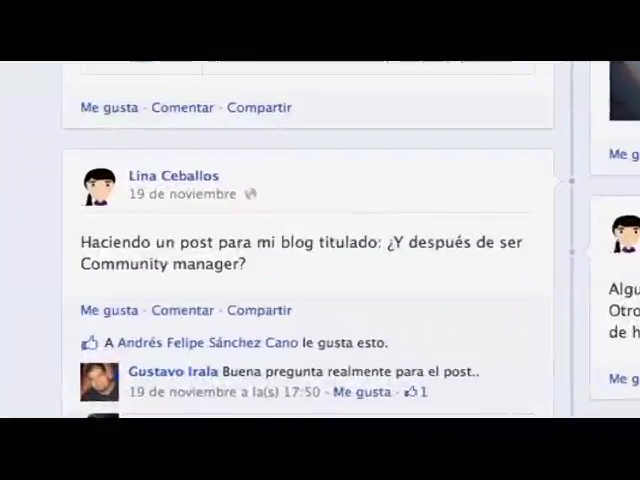 Me gusta · Comentar · Compartir
Lina Ceballos
19 de noviembre
Haciendo un post para mi blog titulado: ¿Y después de ser
Community manager?
Me gusta · Comentar · Compartir
A Andrés Felipe Sánchez Cano le gusta esto.
Gustavo Irala Buena pregunta realmente para el post..
19 de noviembre a la(s) 17:50 · Me gusta · 1
Me g
Algu
Otro
de h
Me g